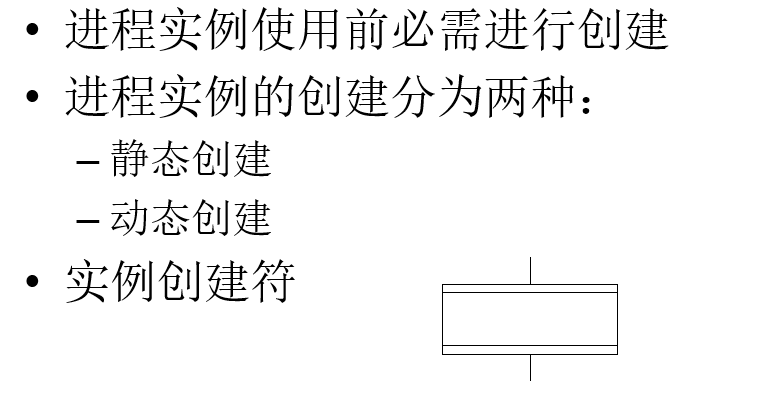 • 进程实例使用前必需进行创建
• 进程实例的创建分为两种：
– 静态创建
– 动态创建
• 实例创建符